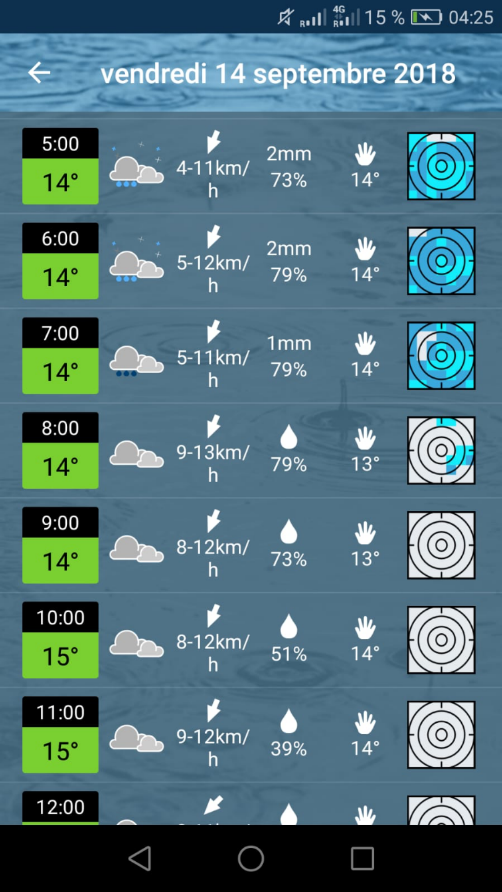 4G
R
R
15 %
04:25
vendredi 14 septembre 2018
5:00
14°
4-11km/
h
2mm
73%
14°
6:00
14°
5-12km/
h
2mm
79%
14°
7:00
14°
5-11km/
h
1mm
79%
14°
8:00
14°
9-13km/
h
79%
13°
9:00
14°
8-12km/
h
73%
13°
10:00
15°
8-12km/
h
51%
14°
11:00
15°
9-12km/
h
39%
14°
12:00